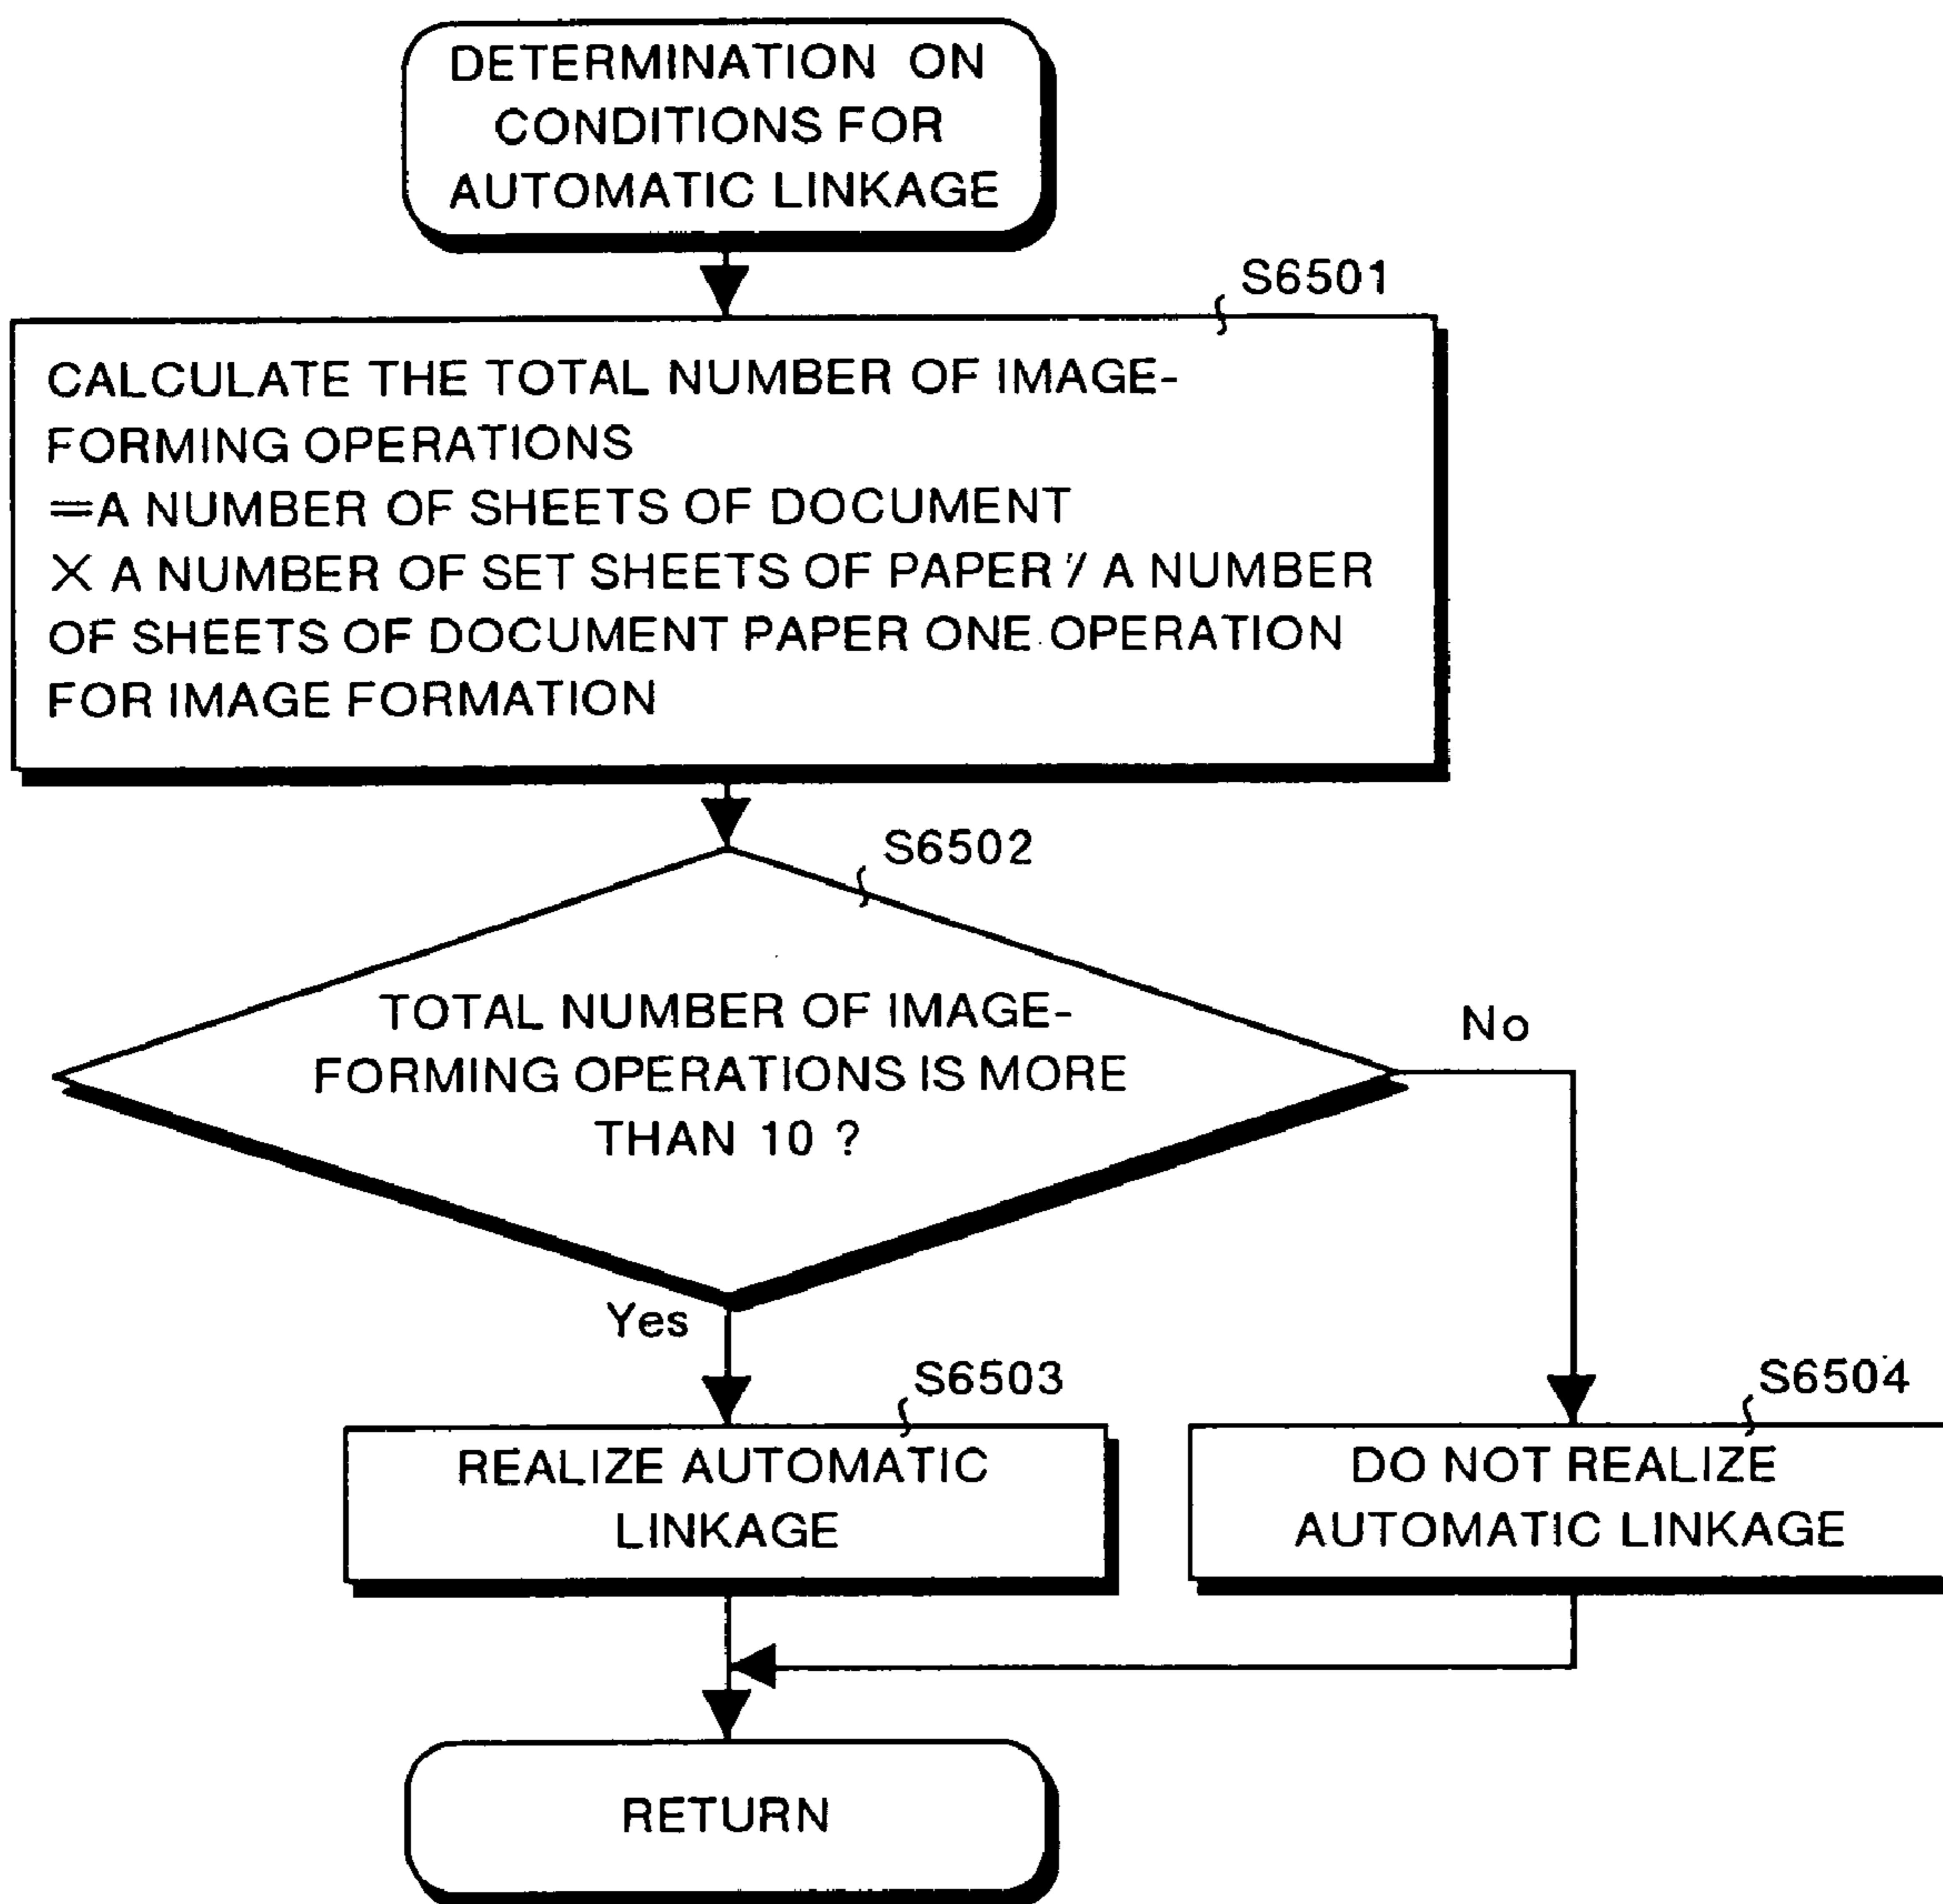 DETERMINATION ON
CONDITIONS FOR
AUTOMATIC LINKAGE
S6501
CALCULATE THE TOTAL NUMBER OF IMAGE-
FORMING OPERATIONS
=A NUMBER OF SHEETS OF DOCUMENT
× A NUMBER OF SET SHEETS OF PAPER / A NUMBER
OF SHEETS OF DOCUMENT PAPER ONE OPERATION
FOR IMAGE FORMATION
S6502
TOTAL NUMBER OF IMAGE-
FORMING OPERATIONS IS MORE
THAN 10 ?
No
Yes
S6503
REALIZE AUTOMATIC
LINKAGE
S6504
DO NOT REALIZE
AUTOMATIC LINKAGE
RETURN